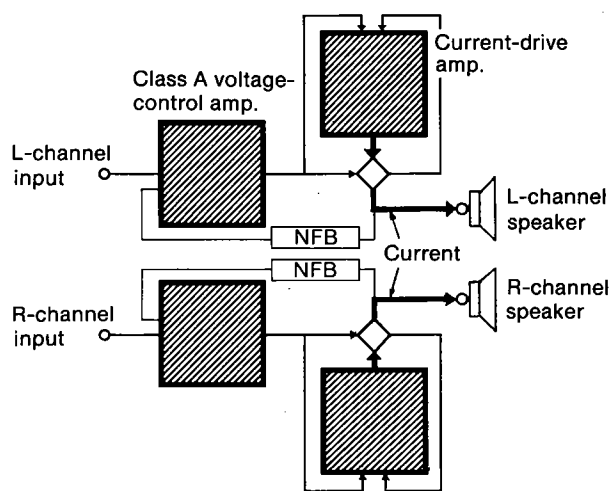 Current-drive
amp.
Class A voltage-
control amp.
L-channel
input
L-channel
speaker
NFB
Current
NFB
R-channel
speaker
R-channel
input